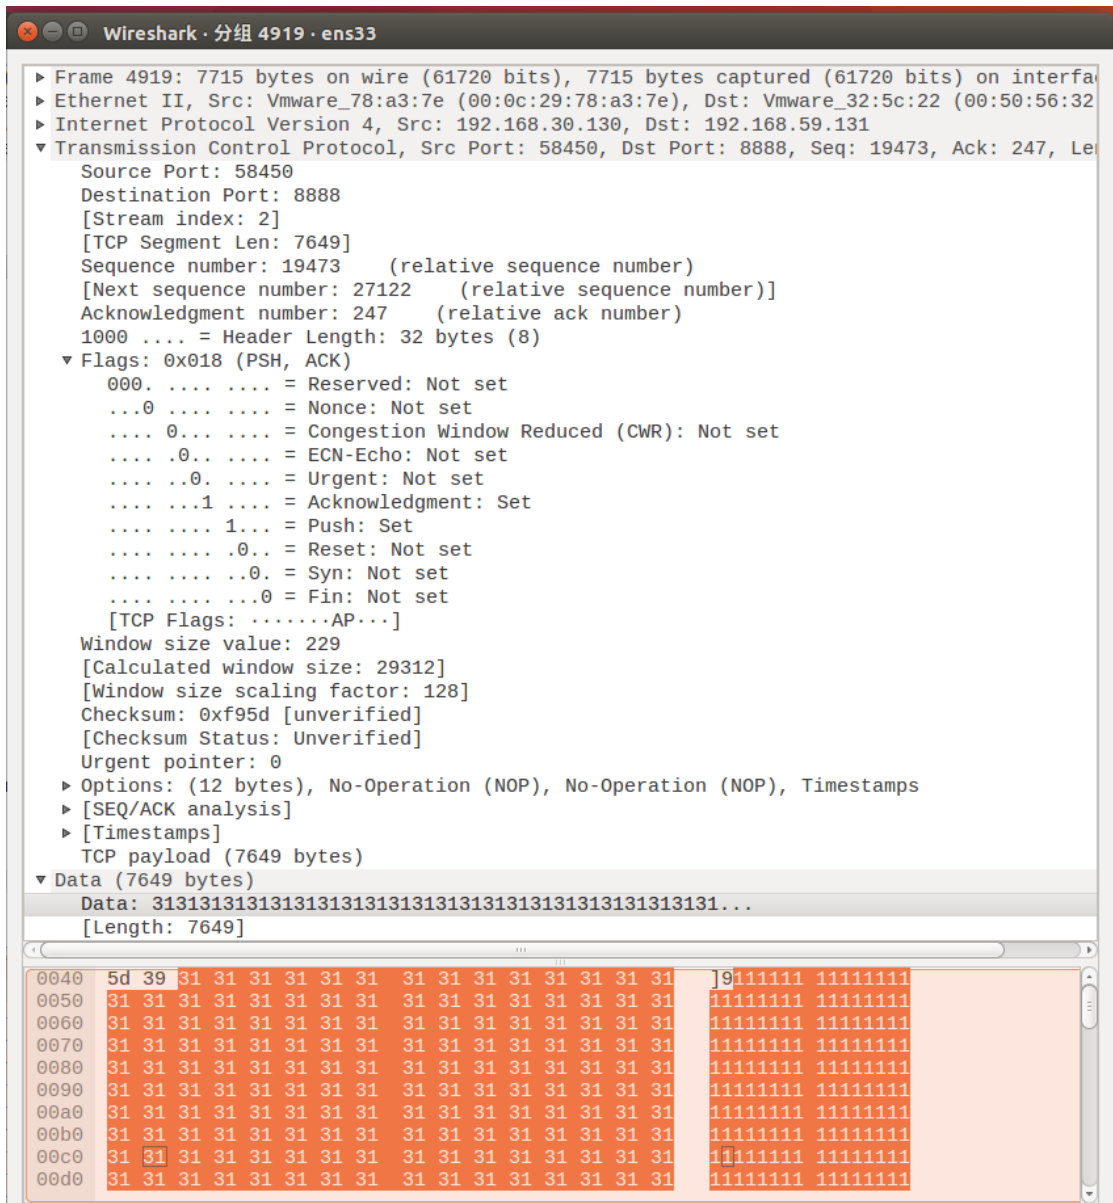 Wireshark · 分组 4919 · ens33
Frame 4919: 7715 bytes on wire (61720 bits), 7715 bytes captured (61720 bits) on interfa
Ethernet II, Src: Vmware_78:a3:7e (00:0c:29:78:a3:7e), Dst: Vmware_32:5c:22 (00:50:56:32
Internet Protocol Version 4, Src: 192.168.30.130, Dst: 192.168.59.131
Transmission Control Protocol, Src Port: 58450, Dst Port: 8888, Seq: 19473, Ack: 247, Le
Source Port: 58450
Destination Port: 8888
[Stream index: 2]
[TCP Segment Len: 7649]
Sequence number: 19473    (relative sequence number)
[Next sequence number: 27122    (relative sequence number)]
Acknowledgment number: 247    (relative ack number)
1000 .... = Header Length: 32 bytes (8)
Flags: 0x018 (PSH, ACK)
000. .... .... = Reserved: Not set
...0 .... .... = Nonce: Not set
.... 0... .... = Congestion Window Reduced (CWR): Not set
.... .0.. .... = ECN-Echo: Not set
.... ..0. .... = Urgent: Not set
.... ...1 .... = Acknowledgment: Set
.... .... 1... = Push: Set
.... .... .0.. = Reset: Not set
.... .... ..0. = Syn: Not set
.... .... ...0 = Fin: Not set
[TCP Flags: ·······AP···]
Window size value: 229
[Calculated window size: 29312]
[Window size scaling factor: 128]
Checksum: 0xf95d [unverified]
[Checksum Status: Unverified]
Urgent pointer: 0
Options: (12 bytes), No-Operation (NOP), No-Operation (NOP), Timestamps
[SEQ/ACK analysis]
[Timestamps]
TCP payload (7649 bytes)
Data (7649 bytes)
Data: 313131313131313131313131313131313131313131313131...
[Length: 7649]
0040 5d 39 31 31 31 31 31 31 31 31 31 31 31 31 31 31 ]9111111 11111111
0050 31 31 31 31 31 31 31 31 31 31 31 31 31 31 31 31 11111111 11111111
0060 31 31 31 31 31 31 31 31 31 31 31 31 31 31 31 31 11111111 11111111
0070 31 31 31 31 31 31 31 31 31 31 31 31 31 31 31 31 11111111 11111111
0080 31 31 31 31 31 31 31 31 31 31 31 31 31 31 31 31 11111111 11111111
0090 31 31 31 31 31 31 31 31 31 31 31 31 31 31 31 31 11111111 11111111
00a0 31 31 31 31 31 31 31 31 31 31 31 31 31 31 31 31 11111111 11111111
00b0 31 31 31 31 31 31 31 31 31 31 31 31 31 31 31 31 11111111 11111111
00c0 31 31 31 31 31 31 31 31 31 31 31 31 31 31 31 31 11111111 11111111
00d0 31 31 31 31 31 31 31 31 31 31 31 31 31 31 31 31 11111111 11111111